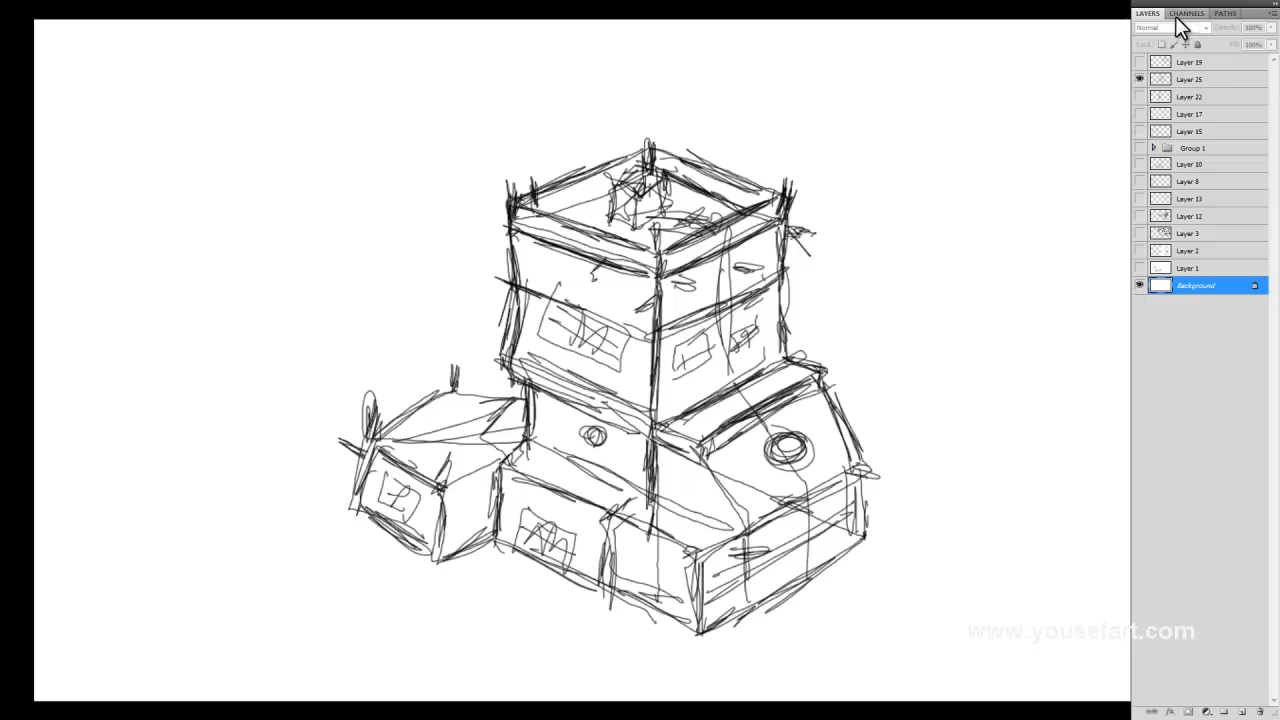 LAYERS CHANNELS PATHS
Normal Opacity: 100%
Lock: Fill: 100%
Layer 19
Layer 25
Layer 22
Layer 17
Layer 15
Group 1
Layer 10
Layer 8
Layer 13
Layer 12
Layer 3
Layer 2
Layer 1
Background
www.yousefart.com
fx